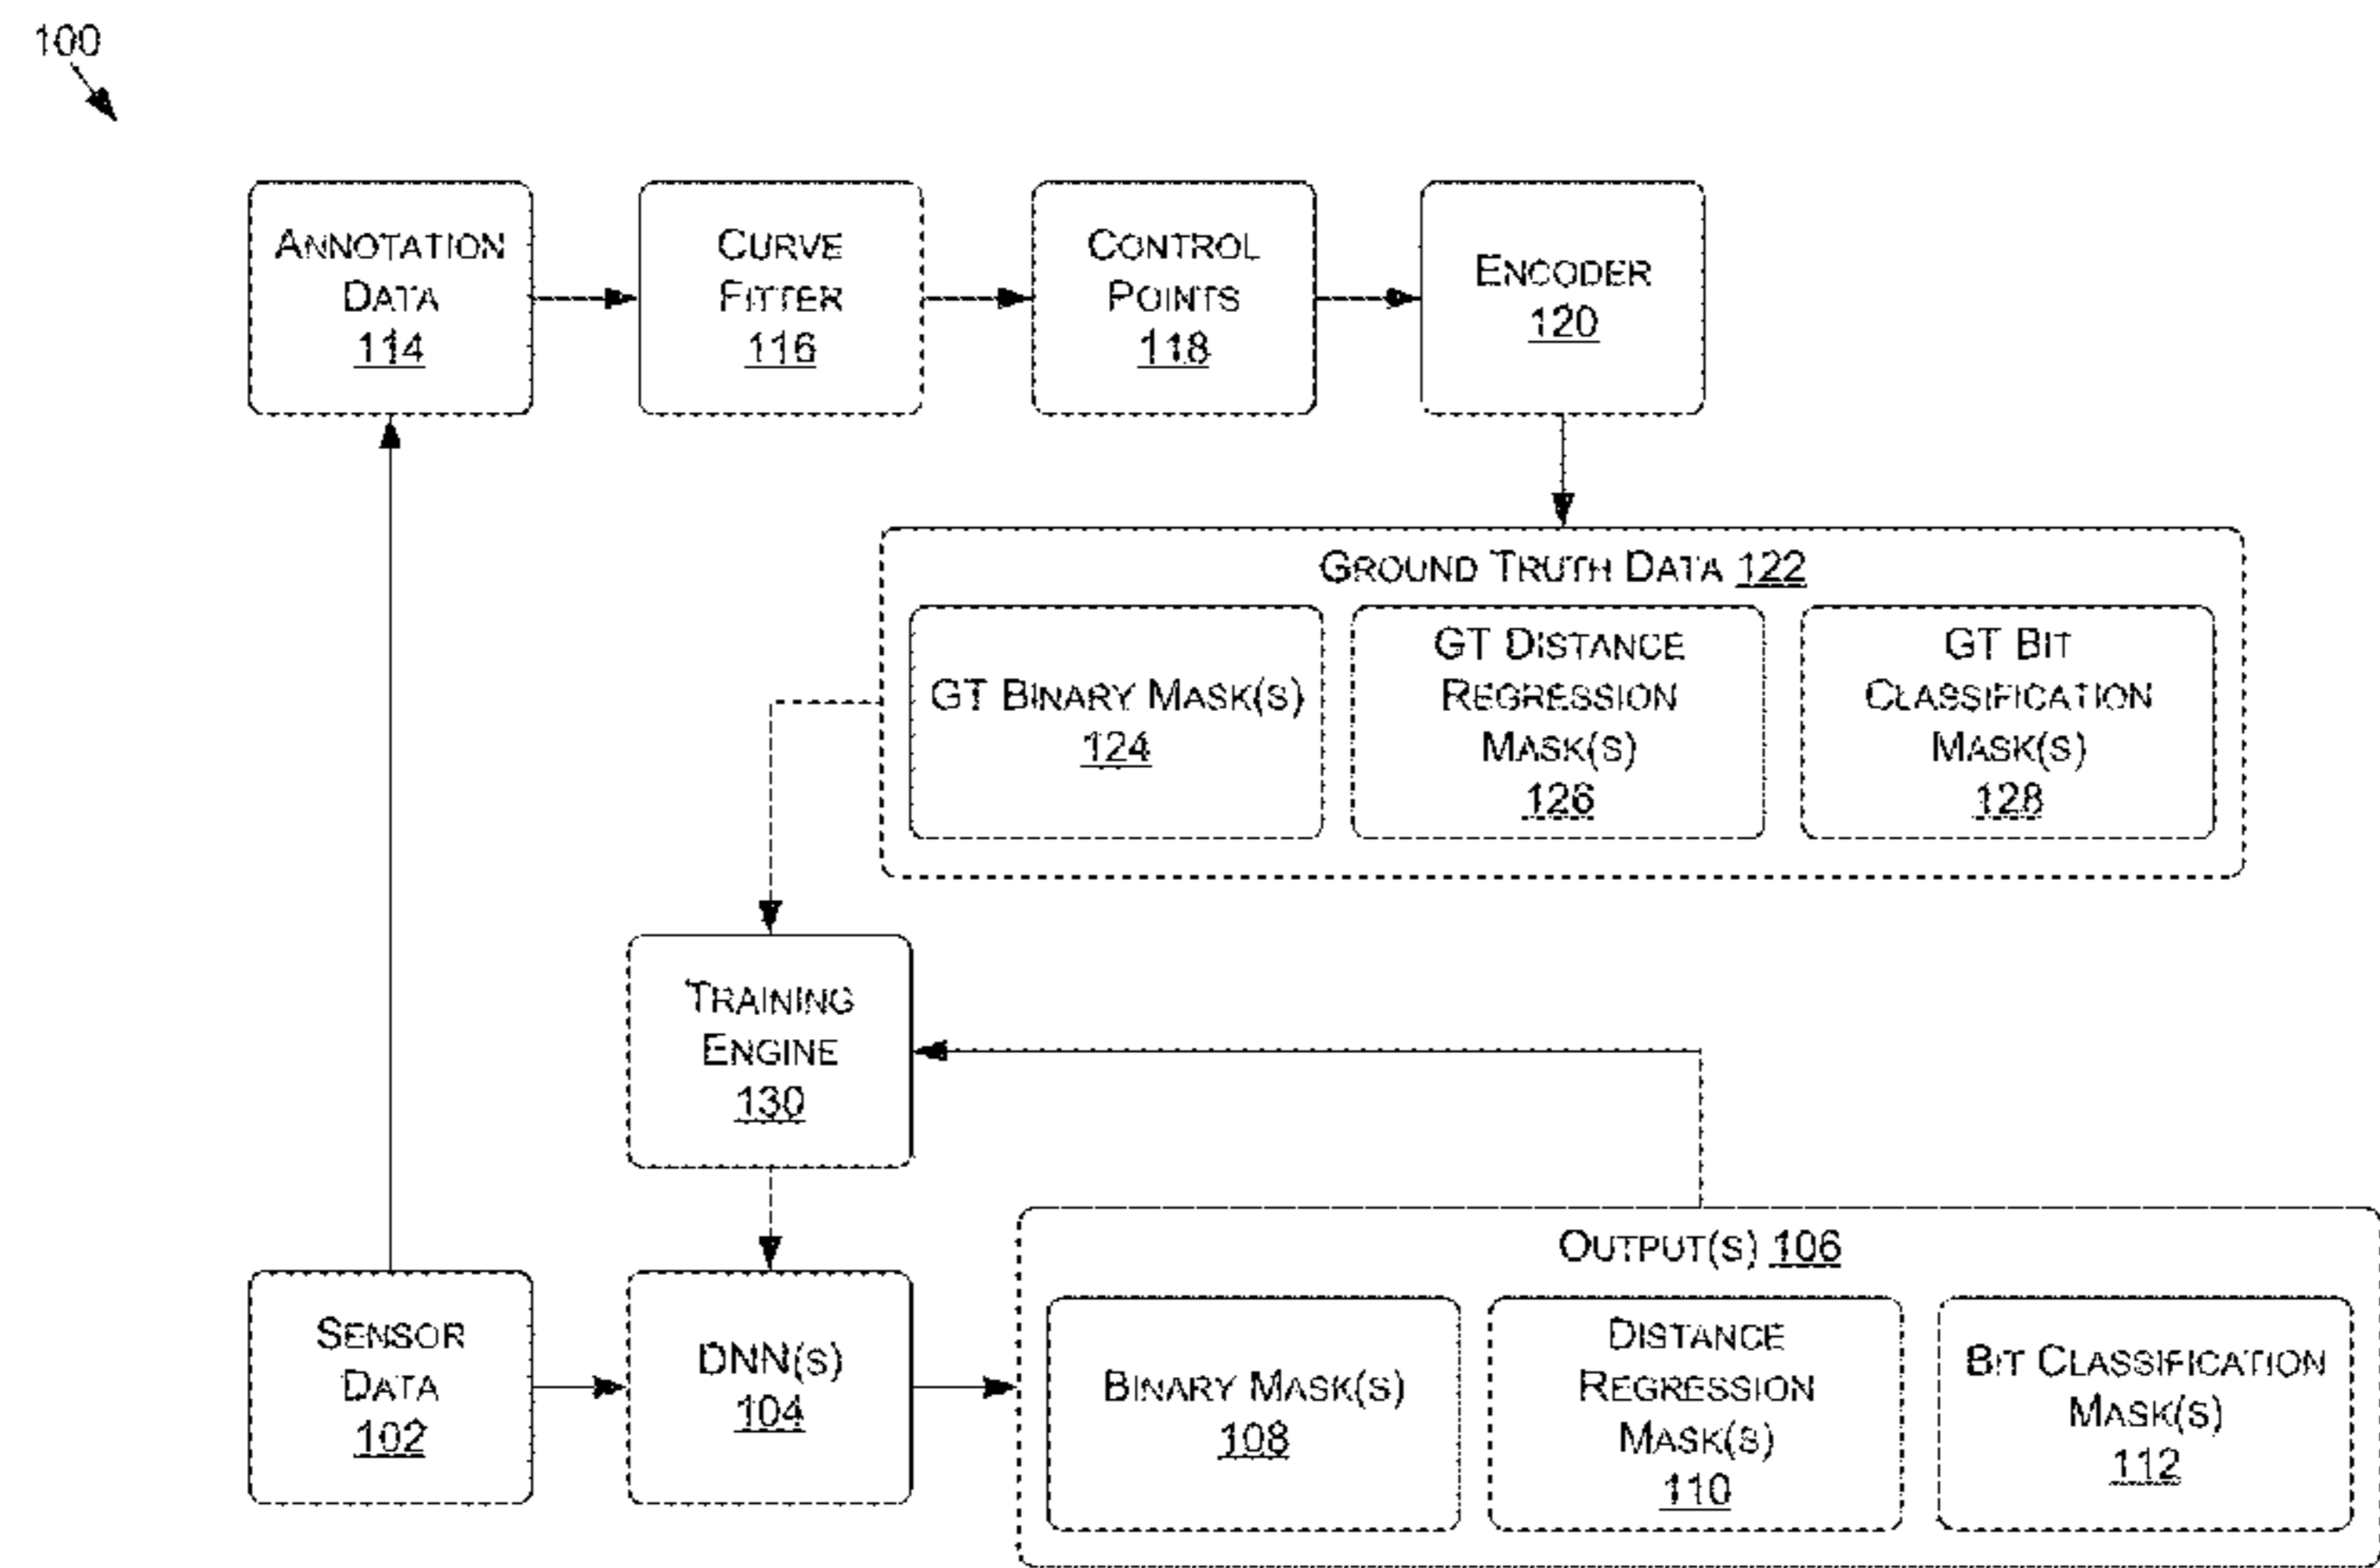 100
ANNOTATION
DATA
114
CURVE
FITTER
116
CONTROL
POINTS
118
ENCODER
120
GROUND TRUTH DATA 122
GT BINARY MASK(S)
124
GT DISTANCE
REGRESSION
MASK(S)
126
GT BIT
CLASSIFICATION
MASK(S)
128
TRAINING
ENGINE
130
SENSOR
DATA
102
DNN(S)
104
OUTPUT(S) 106
BINARY MASK(S)
108
DISTANCE
REGRESSION
MASK(S)
110
BIT CLASSIFICATION
MASK(S)
112